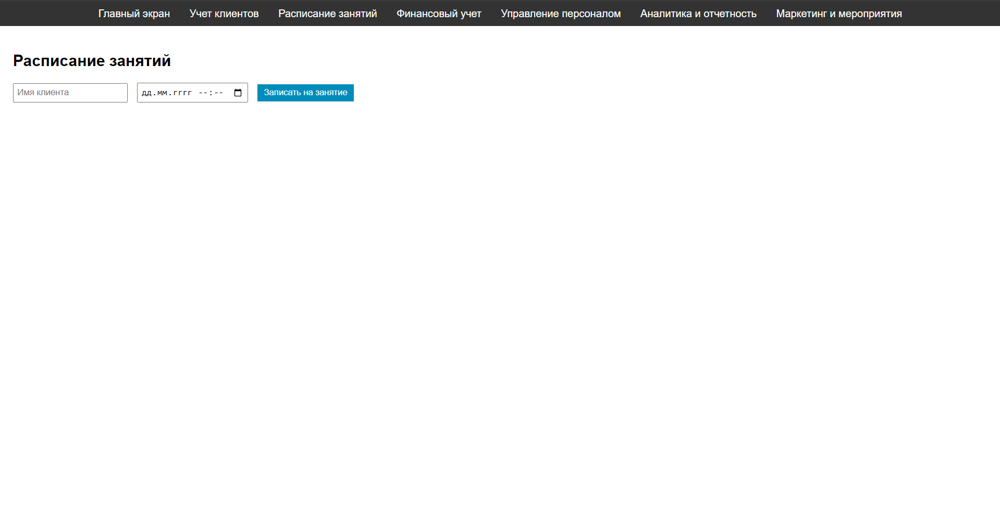 Главный экран Учет клиентов Расписание занятий Финансовый учет Управление персоналом Аналитика и отчетность Маркетинг и мероприятия
Расписание занятий
Имя клиента дд.мм.гггг --:-- Записать на занятие